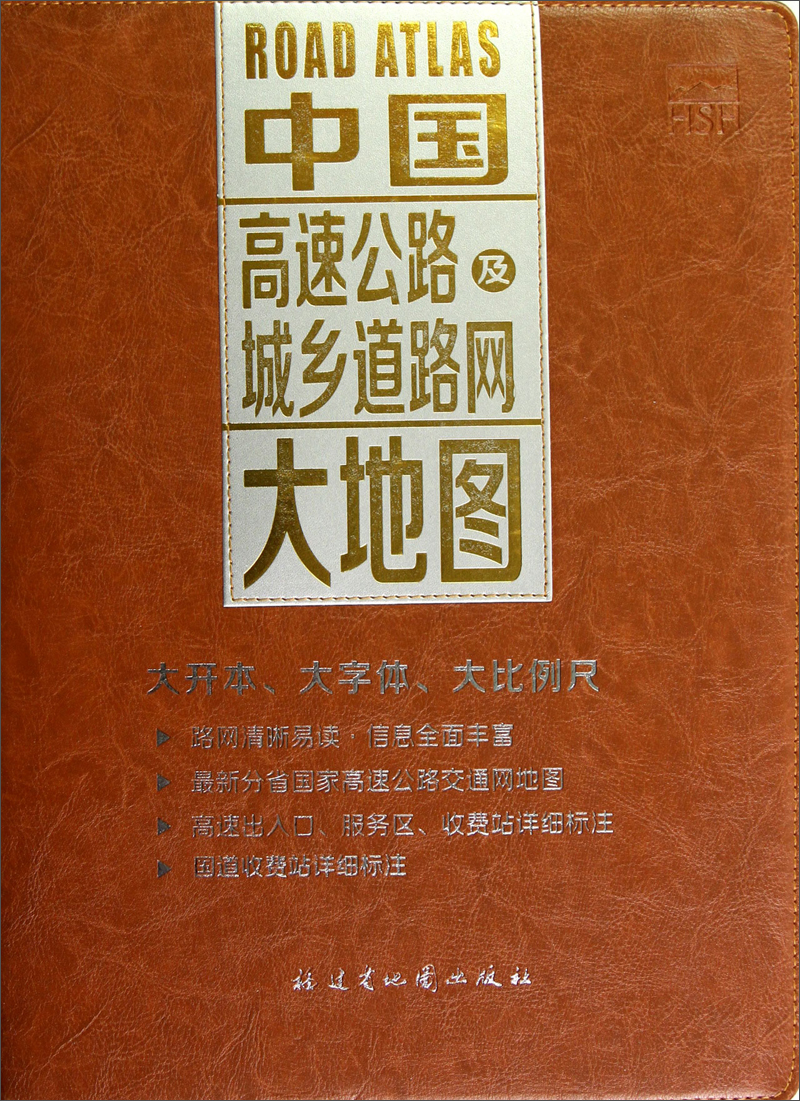 ROAD ATLAS
中国
高速公路及
城乡道路网
大地图
大开本、大字体、大比例尺
路网清晰易读·信息全面丰富
最新分省国家高速公路交通网地图
高速出入口、服务区、收费站详细标注
国道收费站详细标注
福建省地图出版社